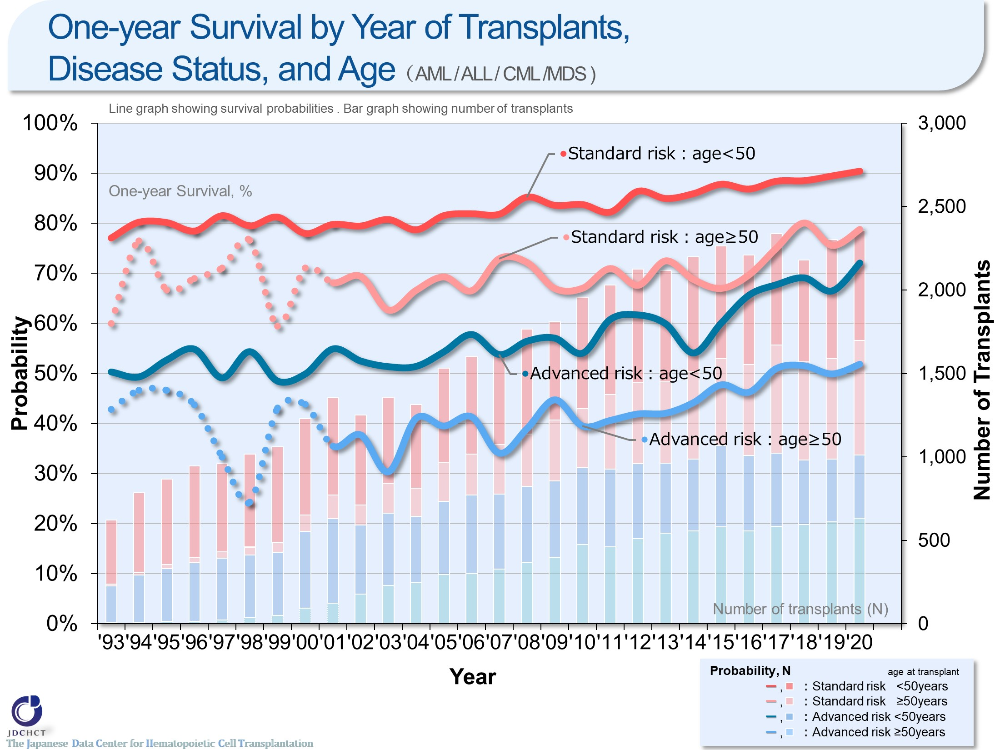 One-year Survival by Year of Transplants,
Disease Status, and Age (AML/ALL/CML/MDS)
Line graph showing survival probabilities . Bar graph showing number of transplants
100%
90%
80%
70%
60%
50%
40%
30%
20%
10%
0%
Probability
One-year Survival, %
Standard risk : age<50
Standard risk : age≥50
Advanced risk : age<50
Advanced risk : age≥50
Number of transplants (N)
3,000
2,500
2,000
1,500
1,000
500
0
Number of Transplants
'93 '94 '95 '96 '97 '98 '99 '00 '01 '02 '03 '04 '05 '06 '07 '08 '09 '10 '11 '12 '13 '14 '15 '16 '17 '18 '19 '20
Year
Probability, N age at transplant
, : Standard risk <50years
, : Standard risk ≥50years
, : Advanced risk <50years
, : Advanced risk ≥50years
JDCHCT
The Japanese Data Center for Hematopoietic Cell Transplantation